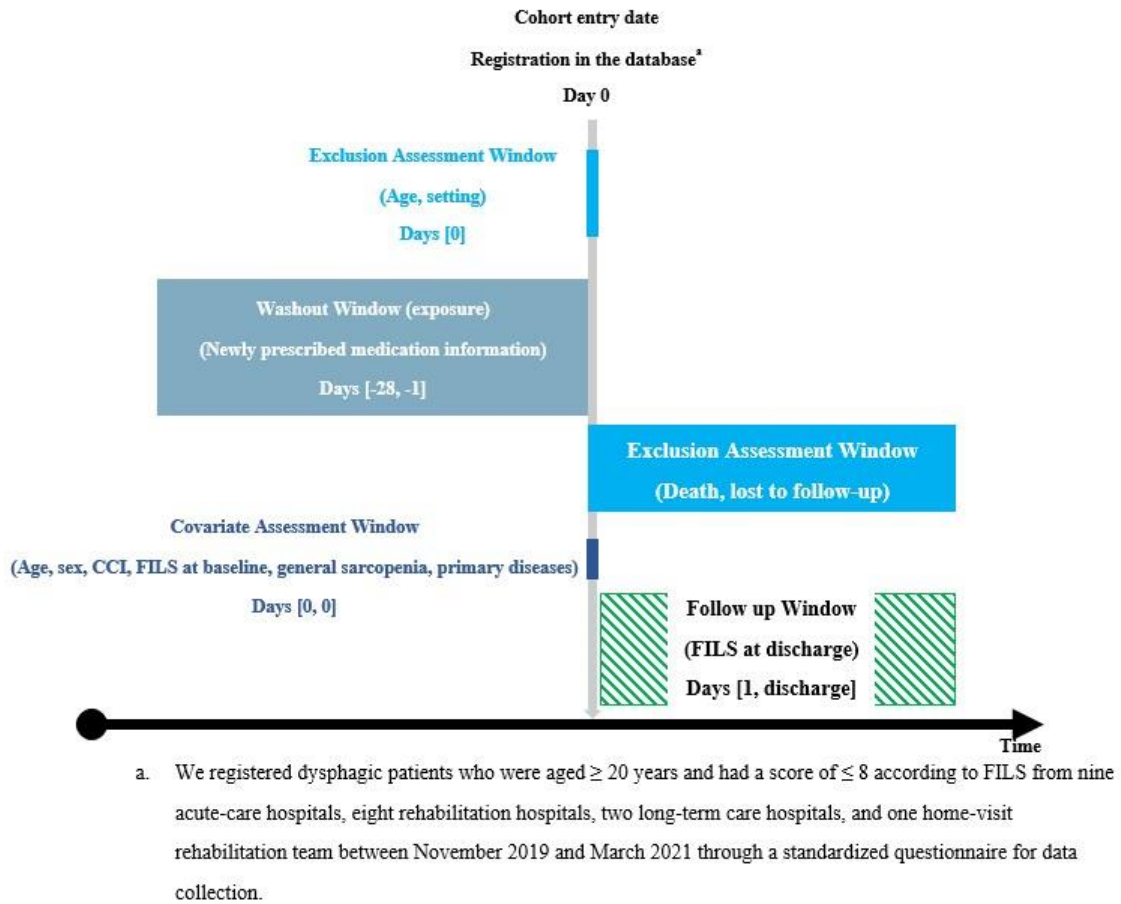 Cohort entry date
Registration in the databaseᵃ
Day 0
Exclusion Assessment Window
(Age, setting)
Days [0]
Washout Window (exposure)
(Newly prescribed medication information)
Days [-28, -1]
Exclusion Assessment Window
(Death, lost to follow-up)
Covariate Assessment Window
(Age, sex, CCI, FILS at baseline, general sarcopenia, primary diseases)
Days [0, 0]
Follow up Window
(FILS at discharge)
Days [1, discharge]
Time
a. We registered dysphagic patients who were aged ≥ 20 years and had a score of ≤ 8 according to FILS from nine
acute-care hospitals, eight rehabilitation hospitals, two long-term care hospitals, and one home-visit
rehabilitation team between November 2019 and March 2021 through a standardized questionnaire for data
collection.